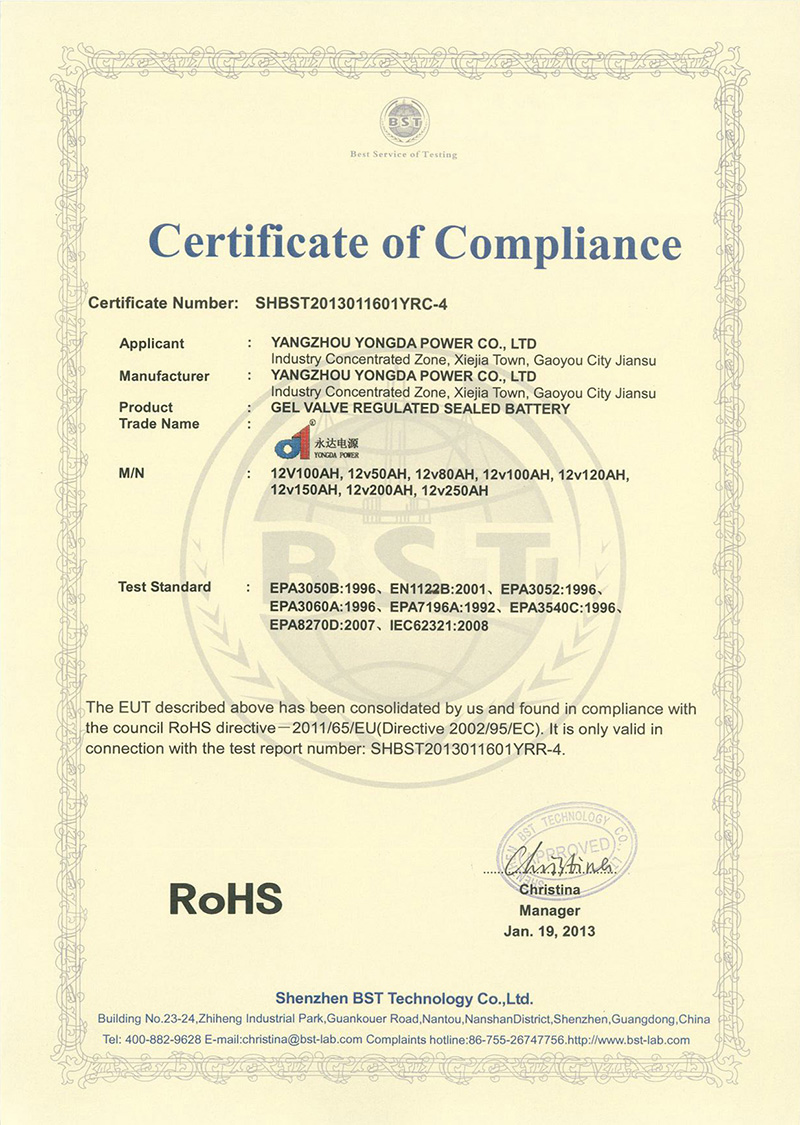 BST
Best Service of Testing
Certificate of Compliance
Certificate Number: SHBST2013011601YRC-4
Applicant : YANGZHOU YONGDA POWER CO., LTD
Industry Concentrated Zone, Xiejia Town, Gaoyou City Jiansu
Manufacturer : YANGZHOU YONGDA POWER CO., LTD
Industry Concentrated Zone, Xiejia Town, Gaoyou City Jiansu
Product : GEL VALVE REGULATED SEALED BATTERY
Trade Name :
®
永达电源
YONGDA POWER
M/N : 12V100AH, 12v50AH, 12v80AH, 12v100AH, 12v120AH,
12v150AH, 12v200AH, 12v250AH
BST
Test Standard : EPA3050B:1996、EN1122B:2001、EPA3052:1996、
EPA3060A:1996、EPA7196A:1992、EPA3540C:1996、
EPA8270D:2007、IEC62321:2008
The EUT described above has been consolidated by us and found in compliance with
the council RoHS directive－2011/65/EU(Directive 2002/95/EC). It is only valid in
connection with the test report number: SHBST2013011601YRR-4.
BST TECHNOLOGY CO.
APPROVED
Christina
RoHS
Christina
Manager
Jan. 19, 2013
Shenzhen BST Technology Co.,Ltd.
Building No.23-24,Zhiheng Industrial Park,Guankouer Road,Nantou,NanshanDistrict,Shenzhen,Guangdong,China
Tel: 400-882-9628 E-mail:christina@bst-lab.com Complaints hotline:86-755-26747756.http://www.bst-lab.com